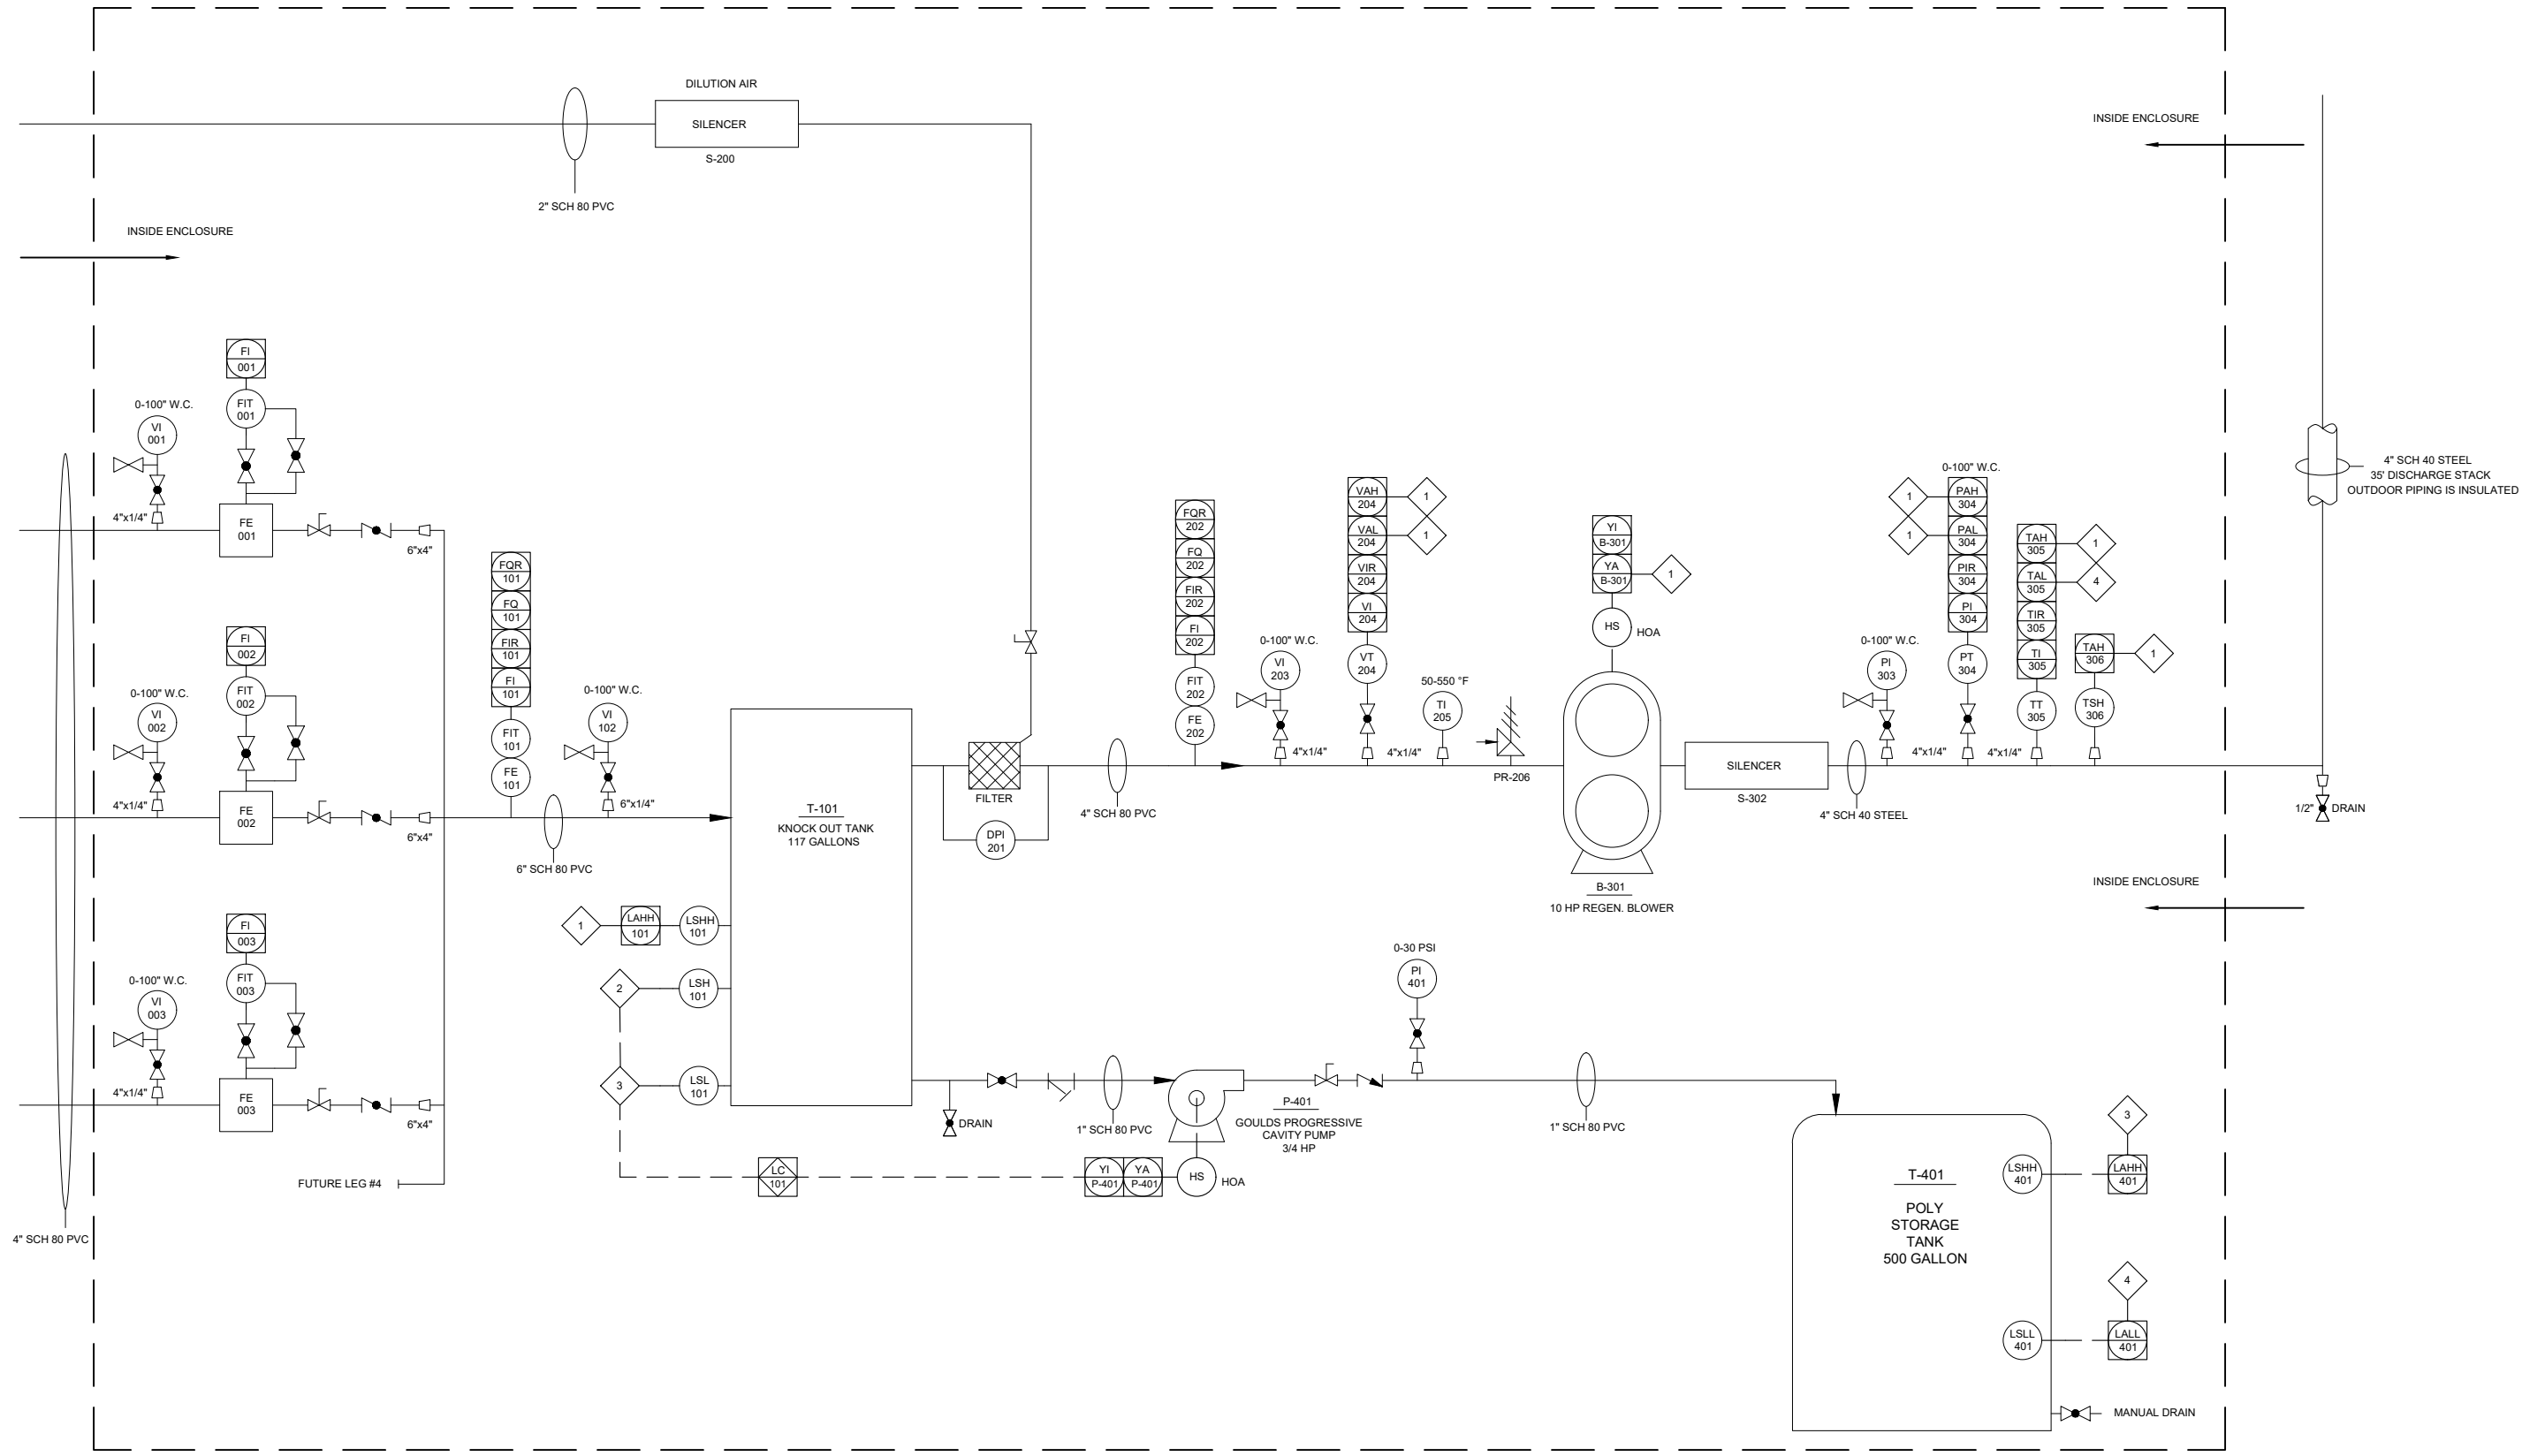 DILUTION AIR
SILENCER
S-200
2" SCH 80 PVC
INSIDE ENCLOSURE
INSIDE ENCLOSURE
4" SCH 40 STEEL
35' DISCHARGE STACK
OUTDOOR PIPING IS INSULATED
FI
001
FIT
001
0-100" W.C.
VI
001
4"x1/4"
FE
001
6"x4"
FI
002
FIT
002
0-100" W.C.
VI
002
4"x1/4"
FE
002
6"x4"
FI
003
FIT
003
0-100" W.C.
VI
003
4"x1/4"
FE
003
6"x4"
FUTURE LEG #4
4" SCH 80 PVC
FQR
101
FQ
101
FIR
101
FI
101
FIT
101
FE
101
6" SCH 80 PVC
0-100" W.C.
VI
102
6"x1/4"
T-101
KNOCK OUT TANK
117 GALLONS
1
LAHH
101
LSHH
101
2
LSH
101
3
LSL
101
LC
101
FILTER
DPI
201
4" SCH 80 PVC
FQR
202
FQ
202
FIR
202
FI
202
FIT
202
FE
202
0-100" W.C.
VI
203
4"x1/4"
VAH
204
1
VAL
204
1
VIR
204
VI
204
VT
204
4"x1/4"
50-550 °F
TI
205
PR-206
YI
B-301
YA
B-301
1
HS
HOA
B-301
10 HP REGEN. BLOWER
SILENCER
S-302
4" SCH 40 STEEL
0-100" W.C.
PI
303
4"x1/4"
0-100" W.C.
1
PAH
304
1
PAL
304
PIR
304
PI
304
PT
304
4"x1/4"
TAH
305
1
TAL
305
4
TIR
305
TI
305
TT
305
TAH
306
1
TSH
306
1/2"
DRAIN
INSIDE ENCLOSURE
DRAIN
1" SCH 80 PVC
YI
P-401
YA
P-401
HS
HOA
P-401
GOULDS PROGRESSIVE
CAVITY PUMP
3/4 HP
0-30 PSI
PI
401
1" SCH 80 PVC
T-401
POLY
STORAGE
TANK
500 GALLON
LSHH
401
3
LAHH
401
LSLL
401
4
LALL
401
MANUAL DRAIN